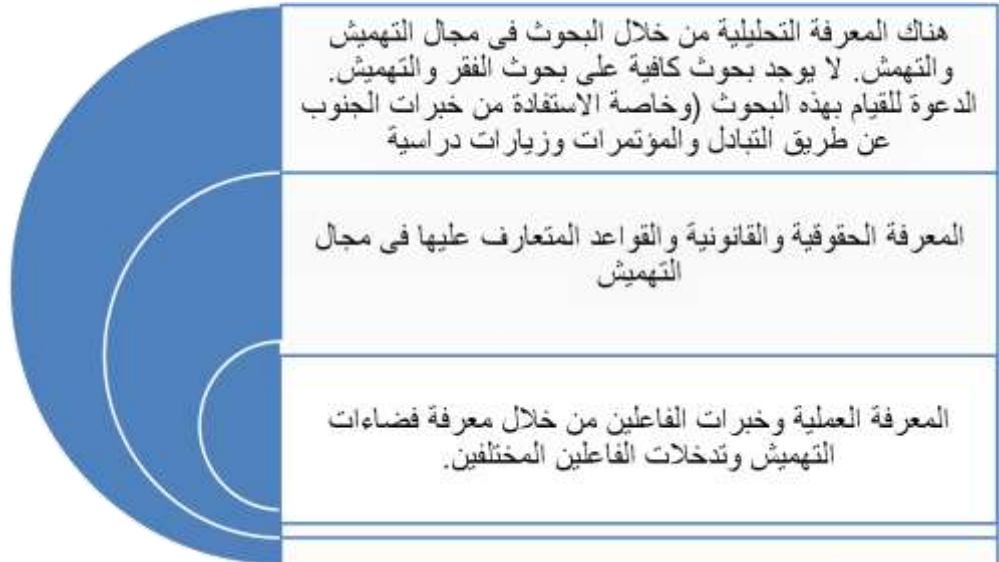 هناك المعرفة التحليلية من خلال البحوث فى مجال التهميش
والتهمش. لا يوجد بحوث كافية على بحوث الفقر والتهميش.
الدعوة للقيام بهذه البحوث (وخاصة الاستفادة من خبرات الجنوب
عن طريق التبادل والمؤتمرات وزيارات دراسية
المعرفة الحقوقية والقانونية والقواعد المتعارف عليها فى مجال
التهميش
المعرفة العملية وخبرات الفاعلين من خلال معرفة فضاءات
التهميش وتدخلات الفاعلين المختلفين.